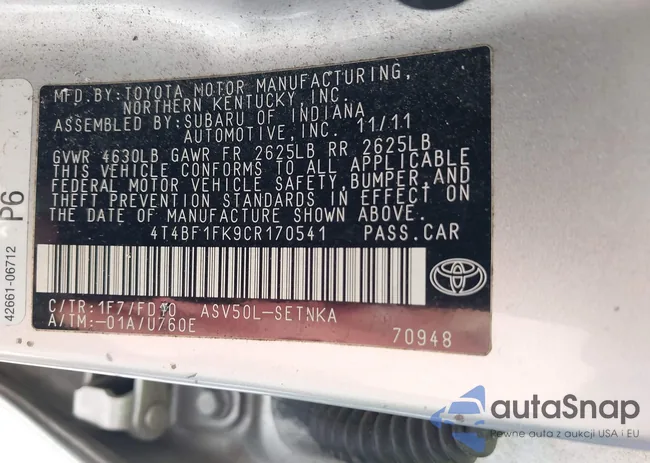 MFD.BY:TOYOTA MOTOR MANUFACTURING,
NORTHERN KENTUCKY,INC.
ASSEMBLED BY:SUBARU OF INDIANA
AUTOMOTIVE,INC. 11/11
GVWR 4630LB GAWR FR 2625LB RR 2625LB
THIS VEHICLE CONFORMS TO ALL APPLICABLE
FEDERAL MOTOR VEHICLE SAFETY,BUMPER,AND
THEFT PREVENTION STANDARDS IN EFFECT ON
THE DATE OF MANUFACTURE SHOWN ABOVE.
4T4BF1FK9CR170541 PASS.CAR
C/TR:1F7/FD10 ASV50L-SETNKA
A/TM:-01A/U760E
70948
P6
42661-06712
autaSnap
Pewne auta z aukcji USA i EU